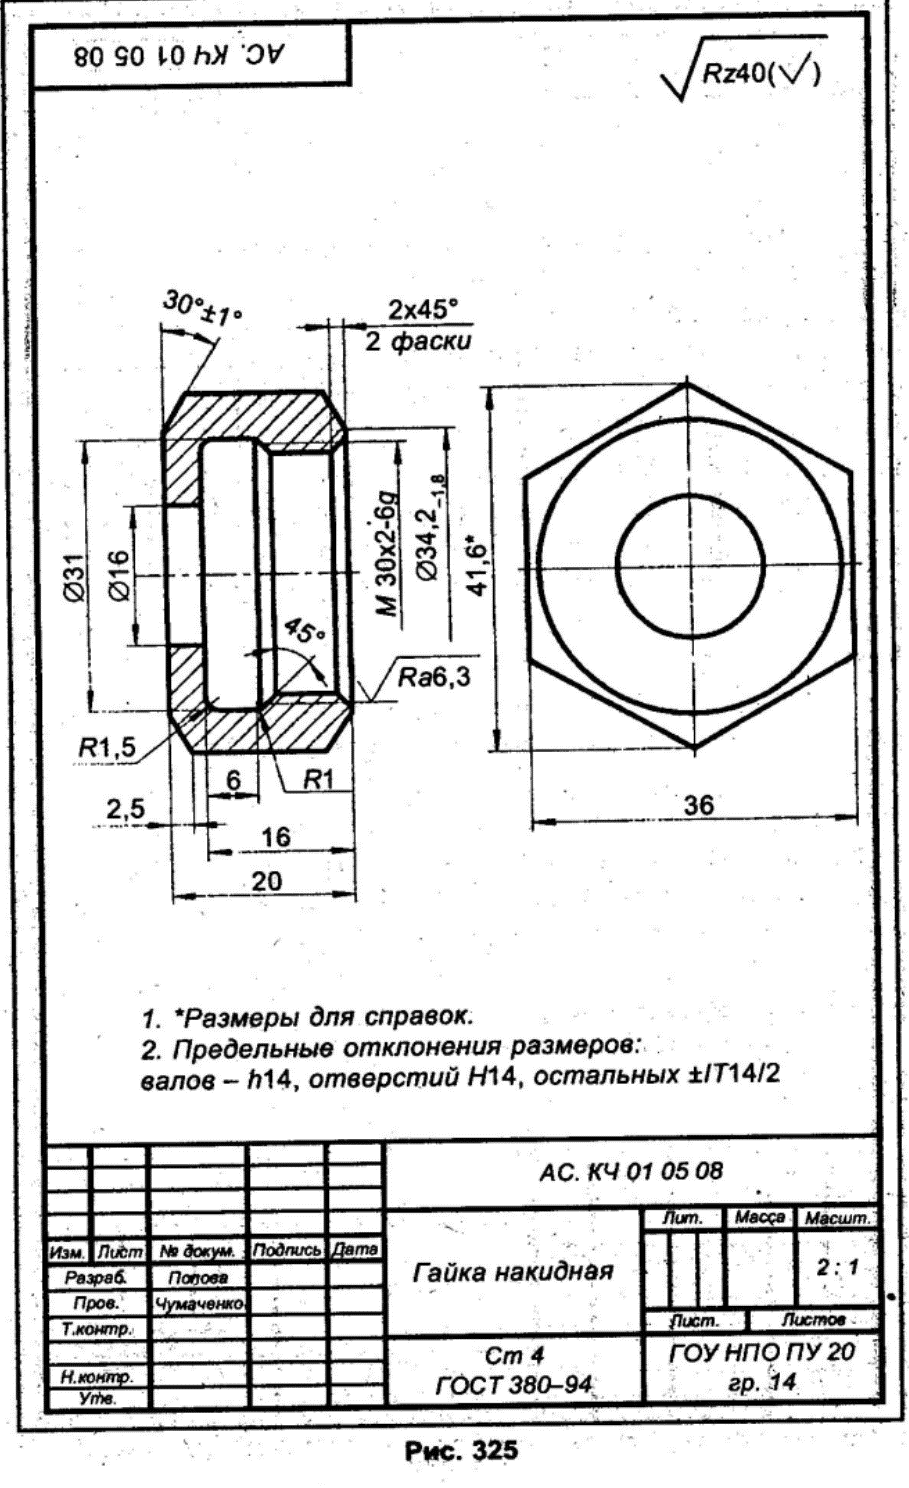 АС. КЧ 01 05 08
Rz40(√)
30°±1°
2x45°
2 фаски
Ø31
Ø16
45°
М 30x2-6g
Ø34,2-1,8
41,6*
Ra6,3
R1,5
6
R1
2,5
16
20
36
1. *Размеры для справок.
2. Предельные отклонения размеров:
валов – h14, отверстий H14, остальных ±IT14/2
АС. КЧ 01 05 08
Лит. Масса Масшт.
Изм. Лист № докум. Подпись Дата
Гайка накидная
2 : 1
Разраб. Попова
Пров. Чумаченко
Т.контр.
Лист. Листов
Н.контр.
Утв.
Ст 4
ГОСТ 380–94
ГОУ НПО ПУ 20
гр. 14
Рис. 325